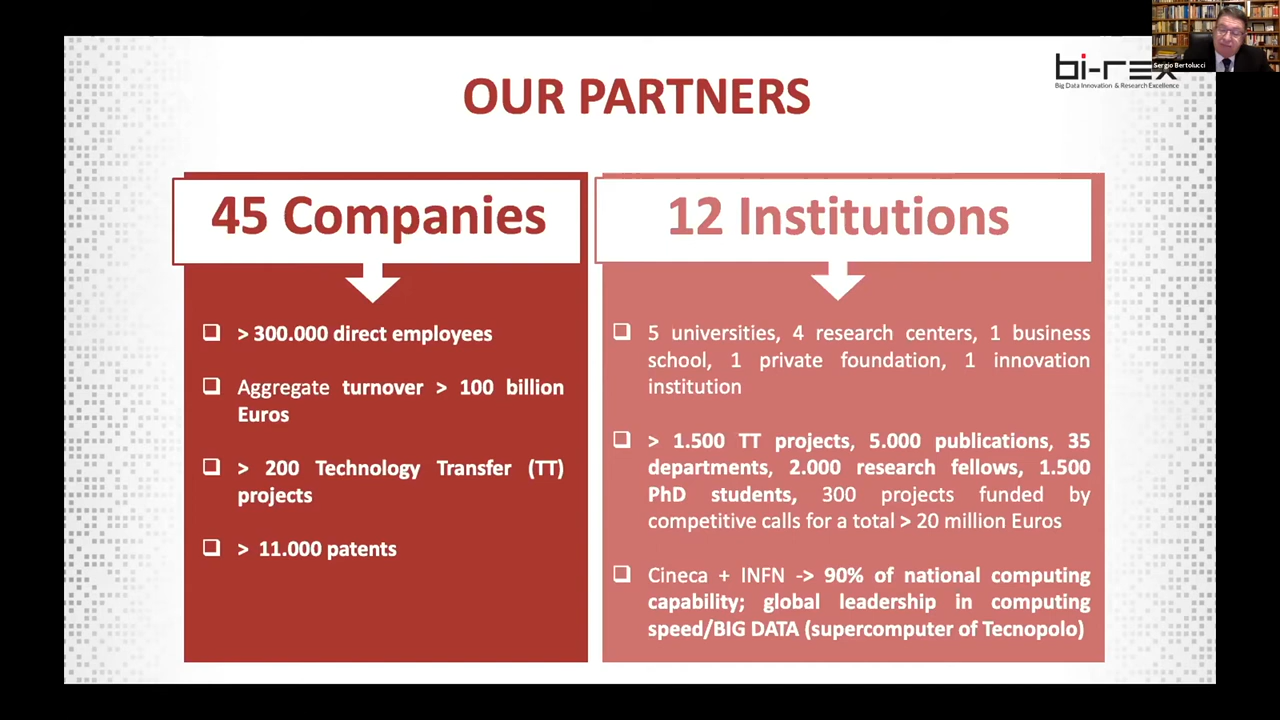 Sergio Bertolucci
bi-rex
Big Data Innovation & Research Excellence
OUR PARTNERS
45 Companies
> 300.000 direct employees
Aggregate turnover > 100 billion
Euros
> 200 Technology Transfer (TT)
projects
> 11.000 patents
12 Institutions
5 universities, 4 research centers, 1 business
school, 1 private foundation, 1 innovation
institution
> 1.500 TT projects, 5.000 publications, 35
departments, 2.000 research fellows, 1.500
PhD students, 300 projects funded by
competitive calls for a total > 20 million Euros
Cineca + INFN -> 90% of national computing
capability; global leadership in computing
speed/BIG DATA (supercomputer of Tecnopolo)